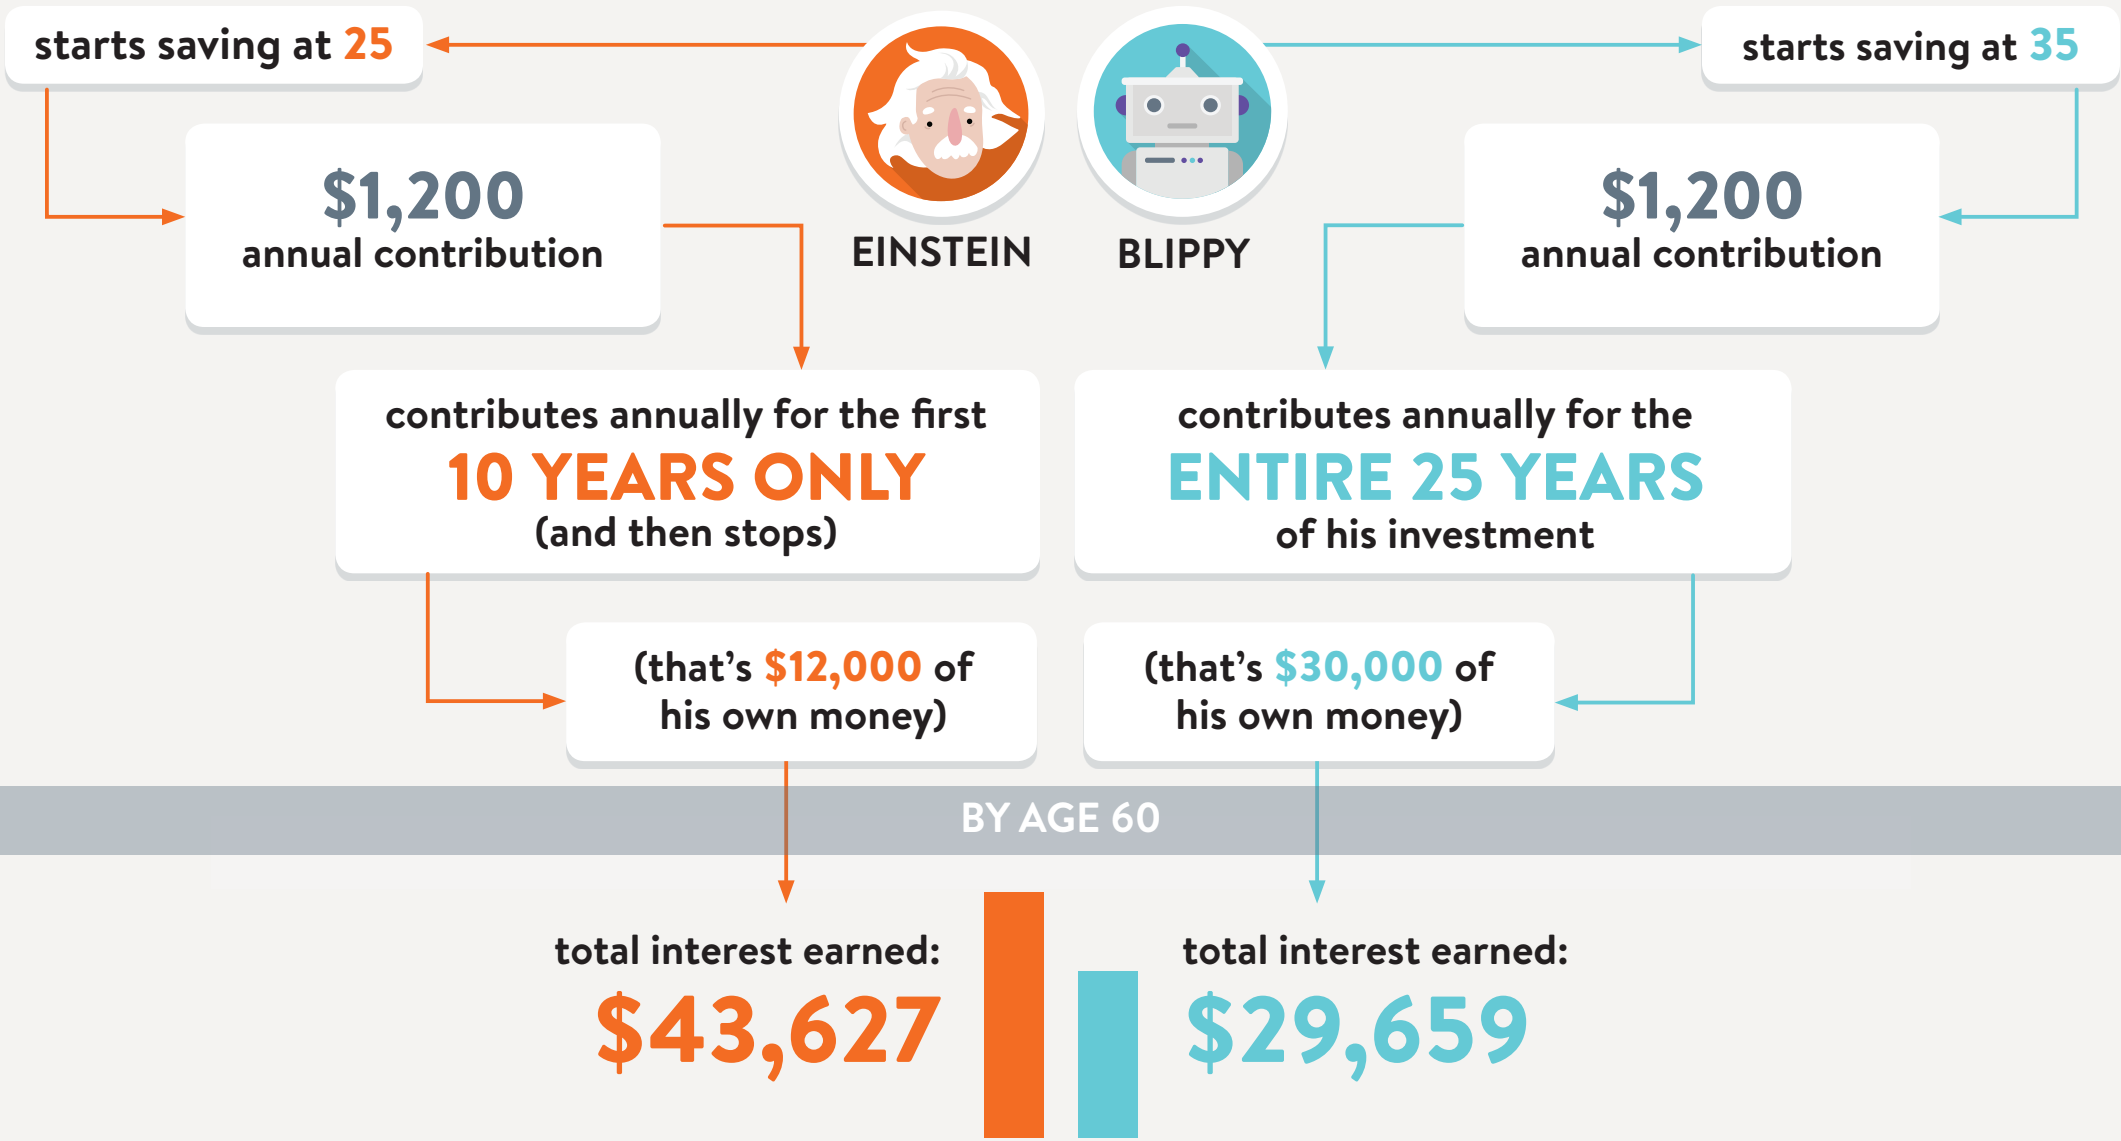 starts saving at 25
$1,200
annual contribution
contributes annually for the first
10 YEARS ONLY
(and then stops)
(that’s $12,000 of
his own money)
EINSTEIN
BLIPPY
starts saving at 35
$1,200
annual contribution
contributes annually for the
ENTIRE 25 YEARS
of his investment
(that’s $30,000 of
his own money)
BY AGE 60
total interest earned:
$43,627
total interest earned:
$29,659